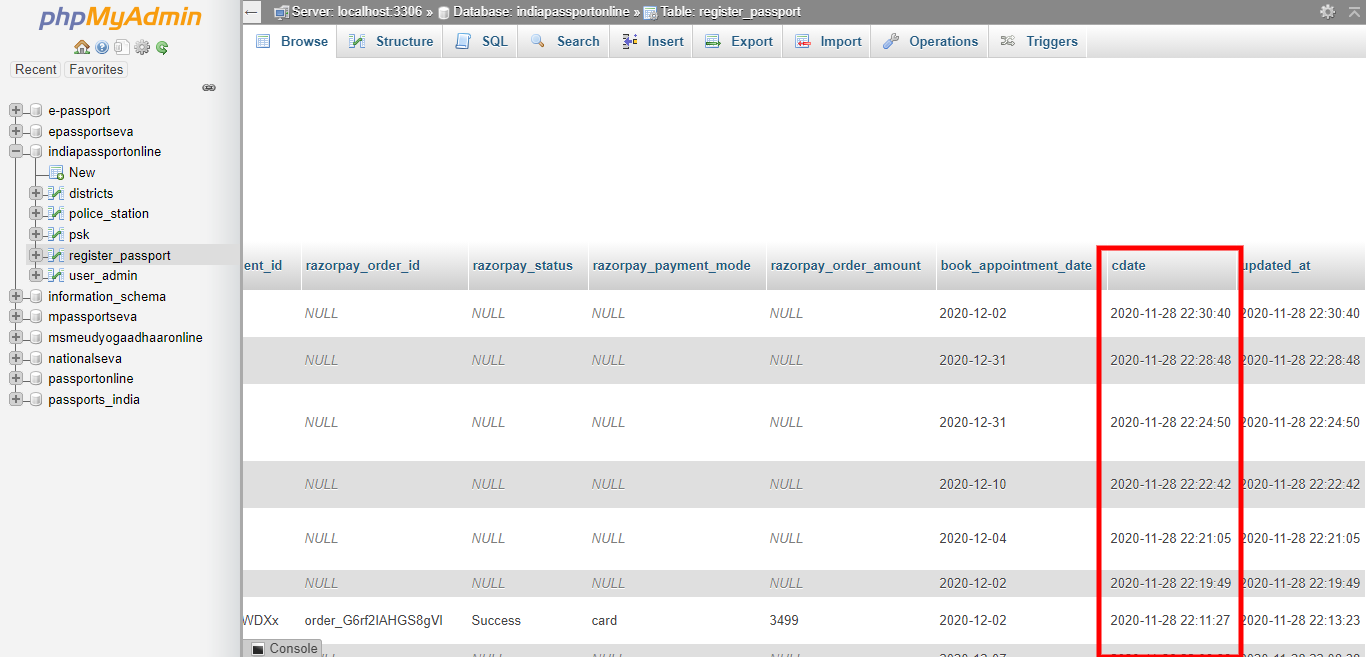 phpMyAdmin
Recent Favorites
e-passport
epassportseva
indiapassportonline
New
districts
police_station
psk
register_passport
user_admin
information_schema
mpassportseva
msmeudyogaadhaaronline
nationalseva
passportonline
passports_india
Server: localhost:3306 » Database: indiapassportonline » Table: register_passport
Browse Structure SQL Search Insert Export Import Operations Triggers
ent_id razorpay_order_id razorpay_status razorpay_payment_mode razorpay_order_amount book_appointment_date cdate updated_at
NULL NULL NULL NULL 2020-12-02 2020-11-28 22:30:40 2020-11-28 22:30:40
NULL NULL NULL NULL 2020-12-31 2020-11-28 22:28:48 2020-11-28 22:28:48
NULL NULL NULL NULL 2020-12-31 2020-11-28 22:24:50 2020-11-28 22:24:50
NULL NULL NULL NULL 2020-12-10 2020-11-28 22:22:42 2020-11-28 22:22:42
NULL NULL NULL NULL 2020-12-04 2020-11-28 22:21:05 2020-11-28 22:21:05
NULL NULL NULL NULL 2020-12-02 2020-11-28 22:19:49 2020-11-28 22:19:49
WDXx Success card 3499 2020-12-02 2020-11-28 22:11:27 2020-11-28 22:13:23
Console